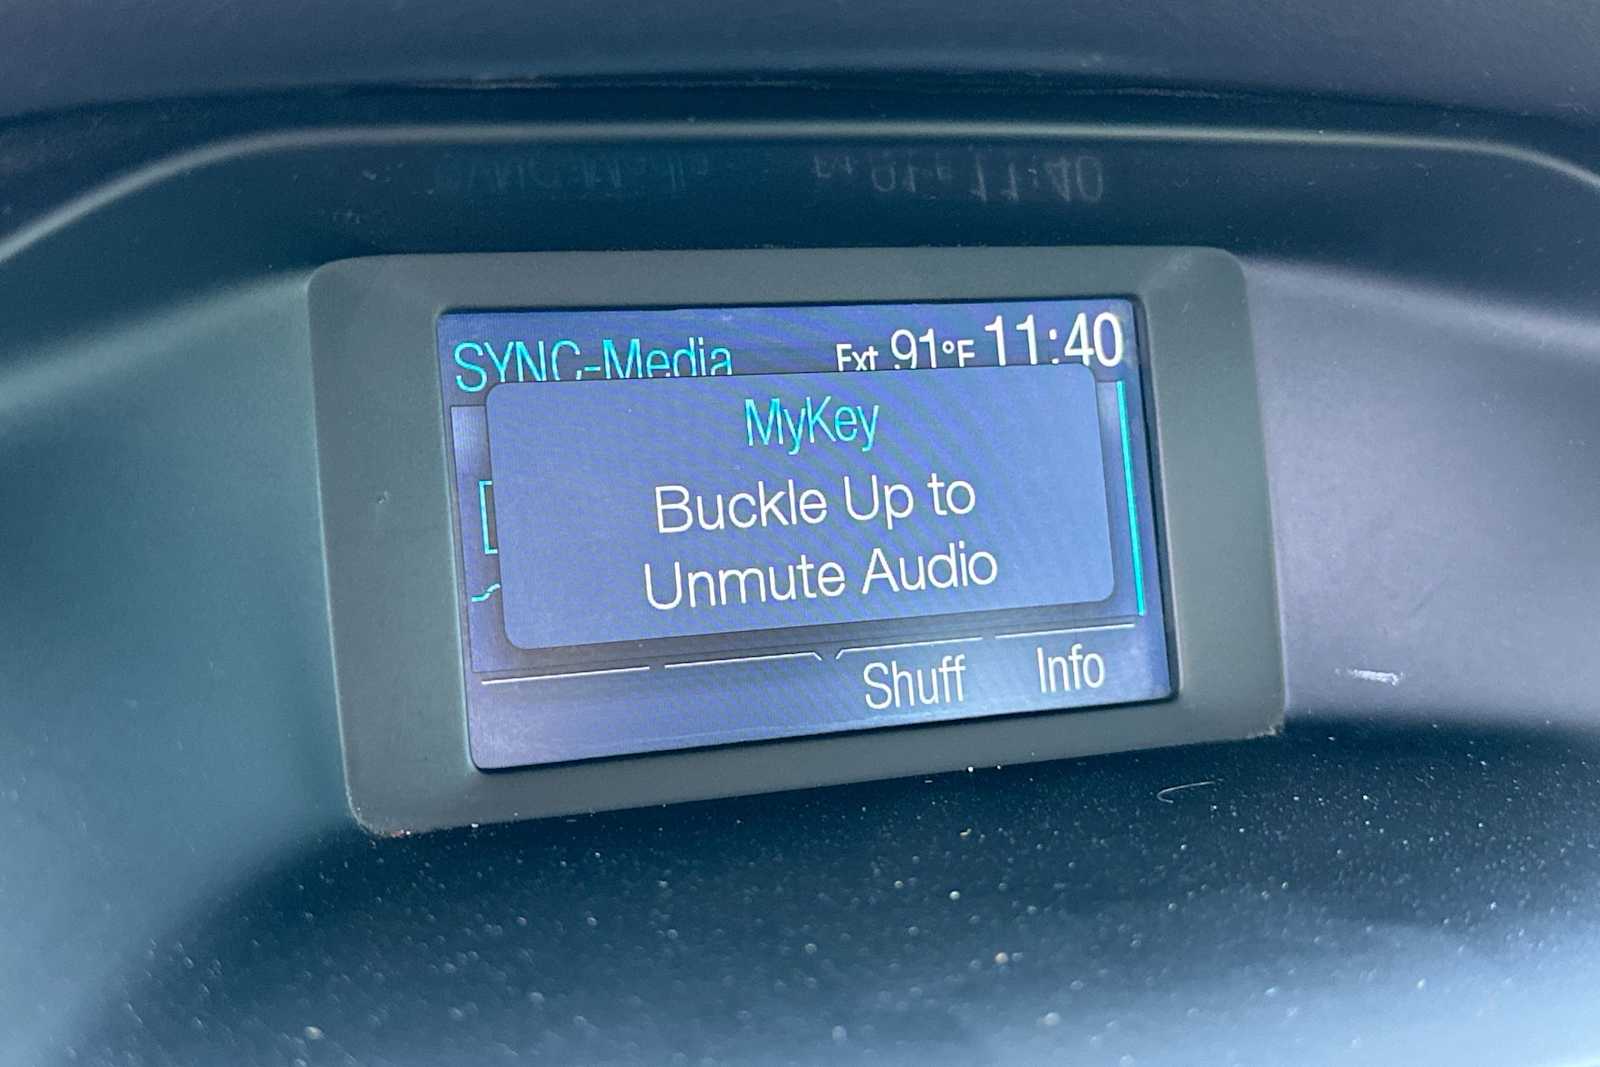 SYNC-Media Ext 91°F 11:40
MyKey
Buckle Up to
Unmute Audio
Shuff Info